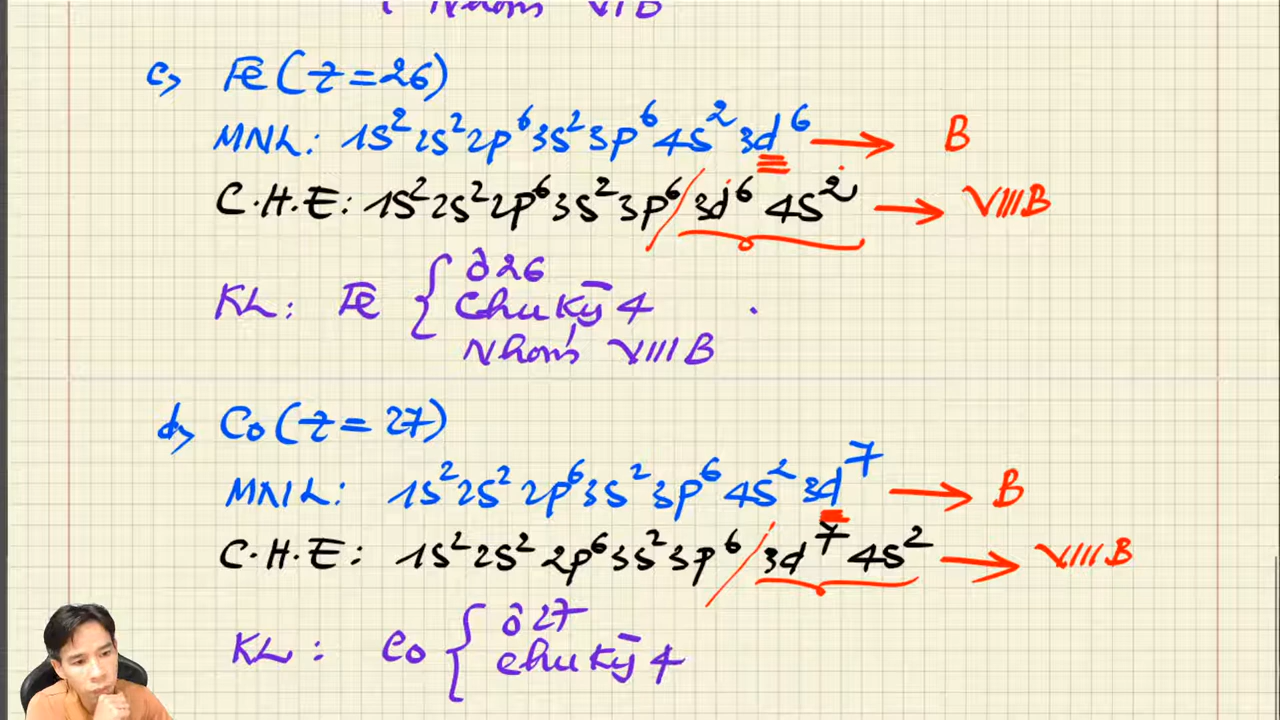 Nhóm VIB
c) Fe (Z=26)
MNL: 1s² 2s² 2p⁶ 3s² 3p⁶ 4s² 3d⁶ → B
C.H.E: 1s² 2s² 2p⁶ 3s² 3p⁶ / 3d⁶ 4s² → VIIIB
KL: Fe { ô 26
Chu kỳ 4
Nhóm VIIIB
d) Co (Z = 27)
MNL: 1s² 2s² 2p⁶ 3s² 3p⁶ 4s² 3d⁷ → B
C.H.E: 1s² 2s² 2p⁶ 3s² 3p⁶ / 3d⁷ 4s² → VIIIB
KL: Co { ô 27
Chu kỳ 4